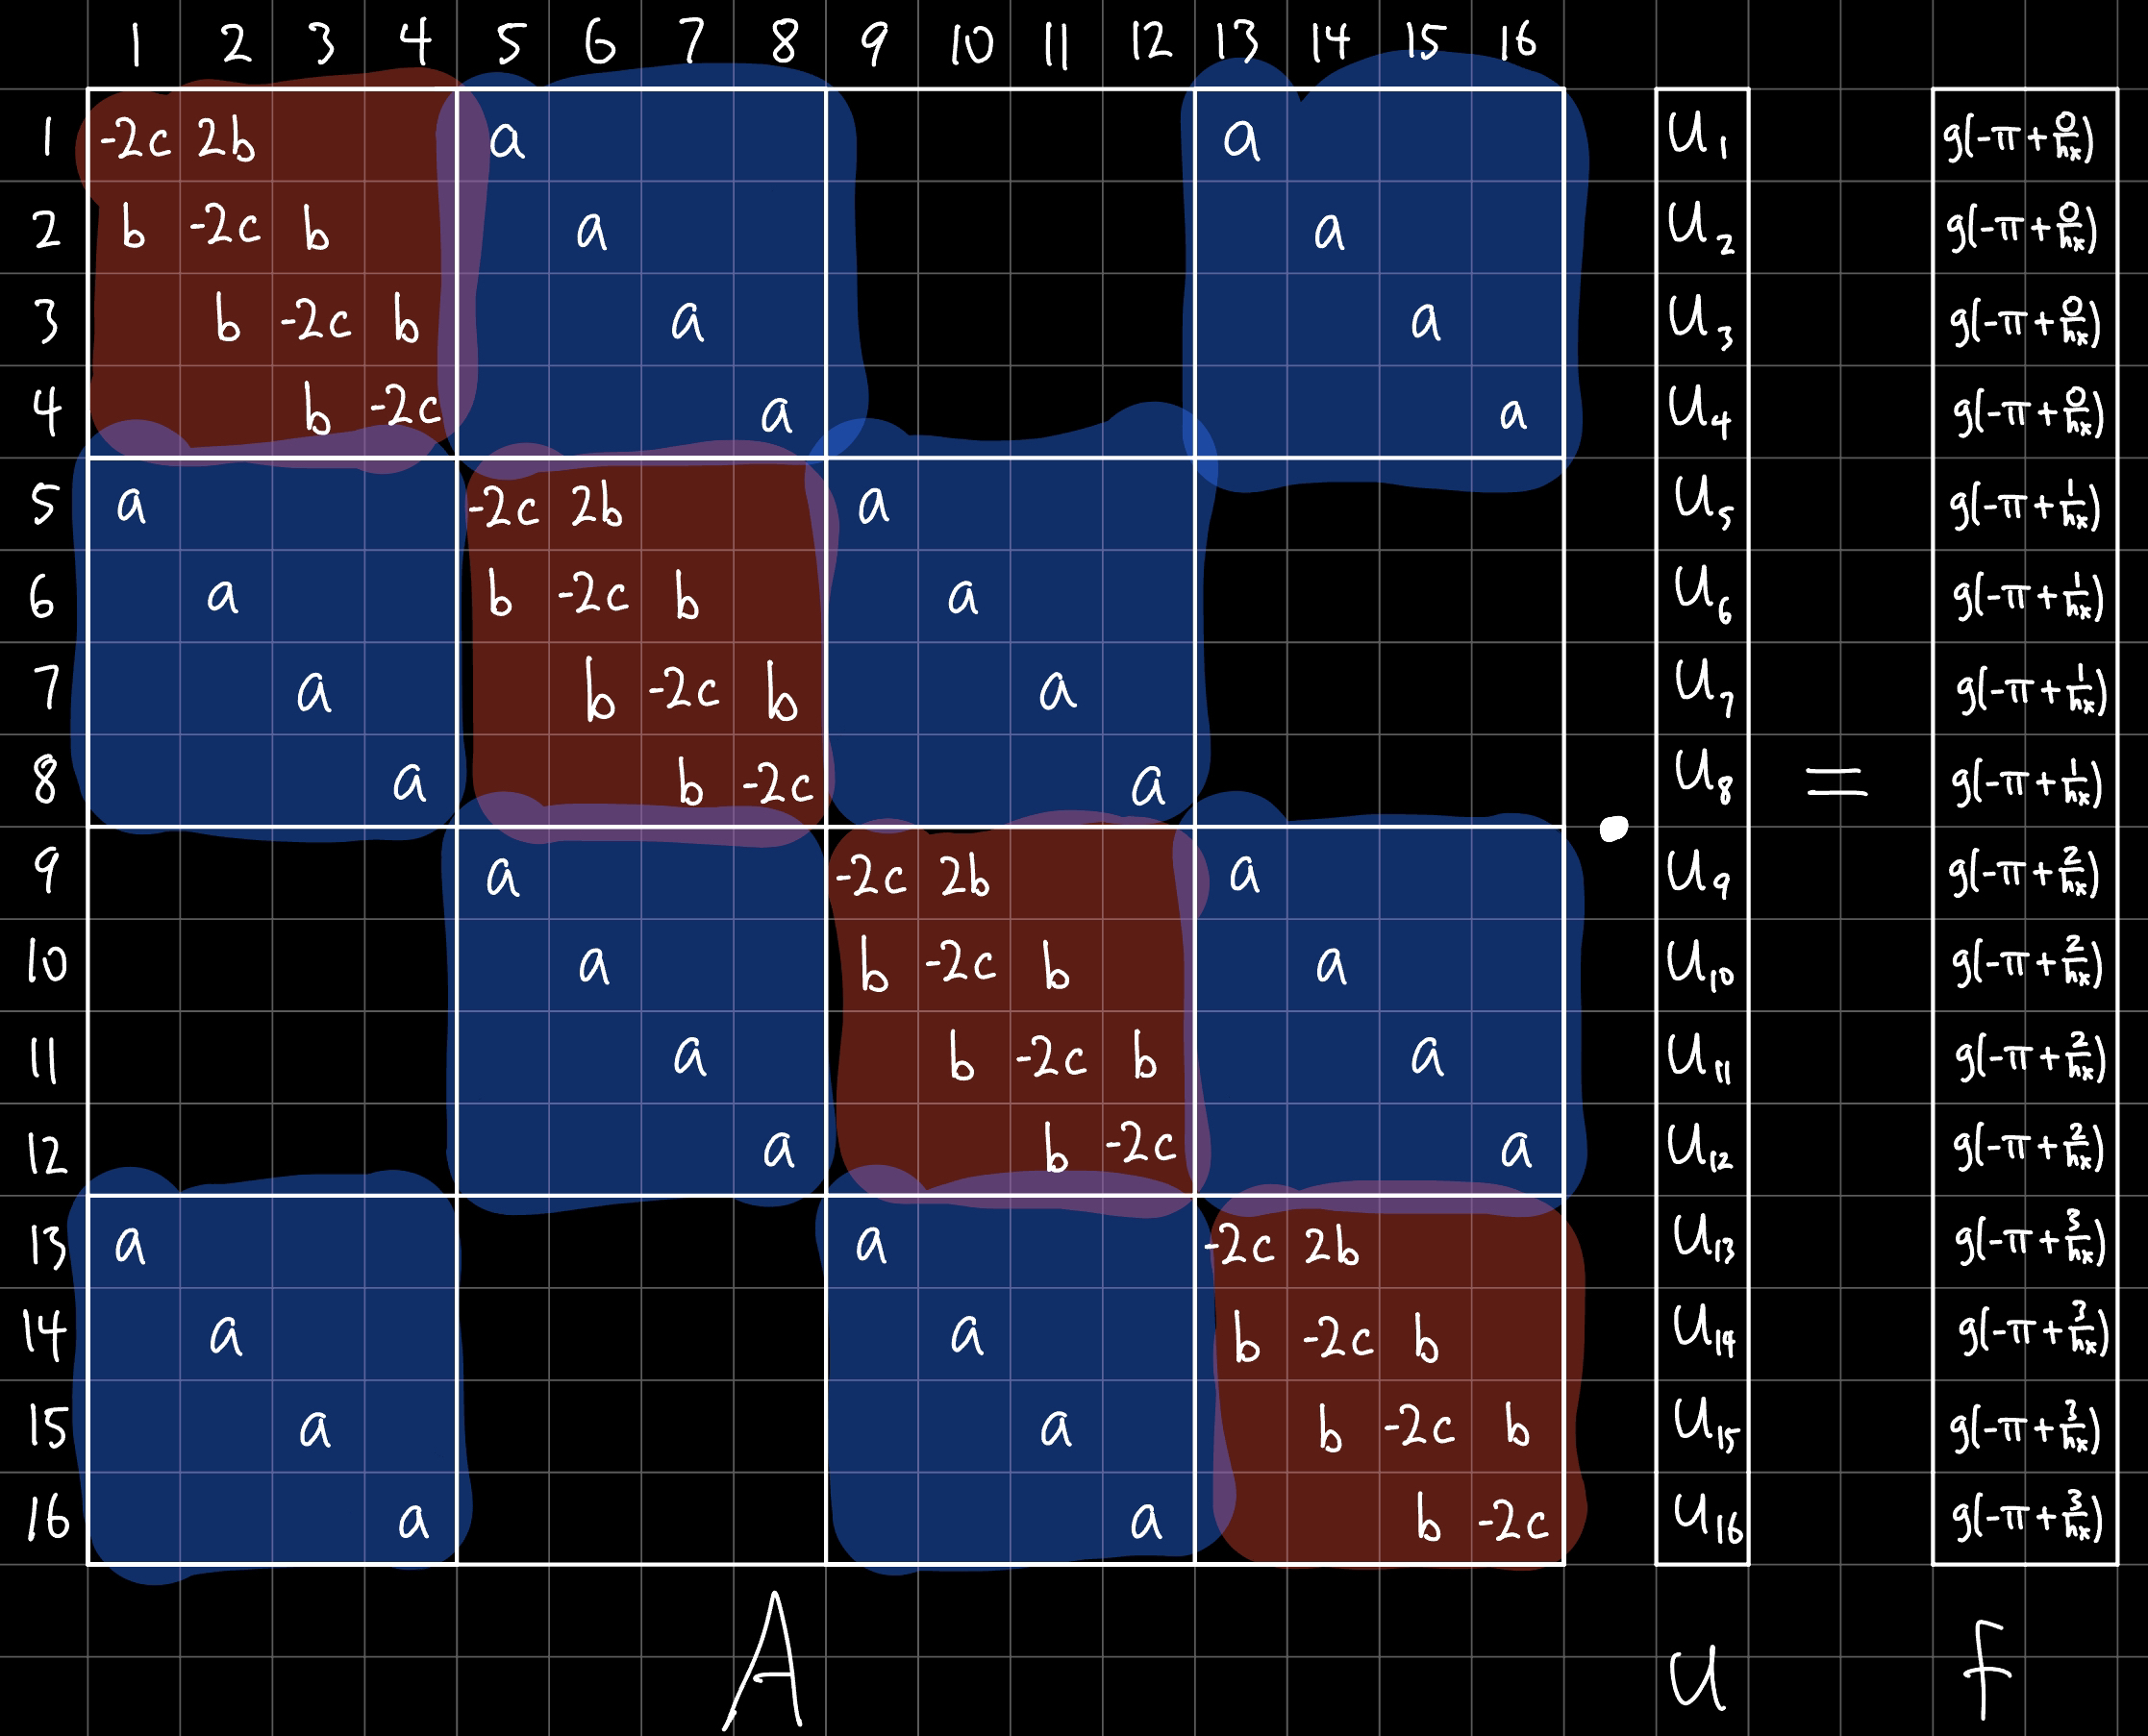 1 2 3 4 5 6 7 8 9 10 11 12 13 14 15 16
1 -2c 2b a a U₁ g(-π + 0/hx)
2 b -2c b a a U₂ g(-π + 0/hx)
3 b -2c b a a U₃ g(-π + 0/hx)
4 b -2c a a U₄ g(-π + 0/hx)
5 a -2c 2b a U₅ g(-π + 1/hx)
6 a b -2c b a U₆ g(-π + 1/hx)
7 a b -2c b a U₇ g(-π + 1/hx)
8 a b -2c a · U₈ = g(-π + 1/hx)
9 a -2c 2b a U₉ g(-π + 2/hx)
10 a b -2c b a U₁₀ g(-π + 2/hx)
11 a b -2c b a U₁₁ g(-π + 2/hx)
12 a b -2c a U₁₂ g(-π + 2/hx)
13 a a -2c 2b U₁₃ g(-π + 3/hx)
14 a a b -2c b U₁₄ g(-π + 3/hx)
15 a a b -2c b U₁₅ g(-π + 3/hx)
16 a a b -2c U₁₆ g(-π + 3/hx)
A u f